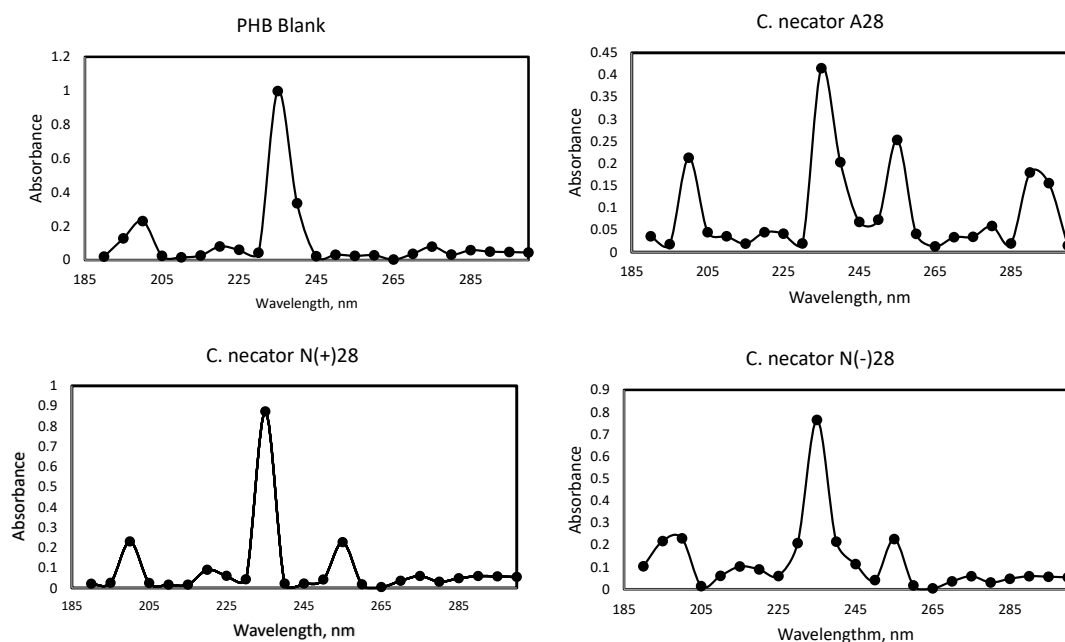 PHB Blank
1.2
1
0.8
0.6
0.4
0.2
0
185 205 225 245 265 285
Absorbance
Wavelength, nm
C. necator A28
0.45
0.4
0.35
0.3
0.25
0.2
0.15
0.1
0.05
0
185 205 225 245 265 285
Absorbance
Wavelength, nm
C. necator N(+)28
1
0.9
0.8
0.7
0.6
0.5
0.4
0.3
0.2
0.1
0
185 205 225 245 265 285
Absorbance
Wavelength, nm
C. necator N(-)28
0.9
0.8
0.7
0.6
0.5
0.4
0.3
0.2
0.1
0
185 205 225 245 265 285
Absorbance
Wavelengthm, nm